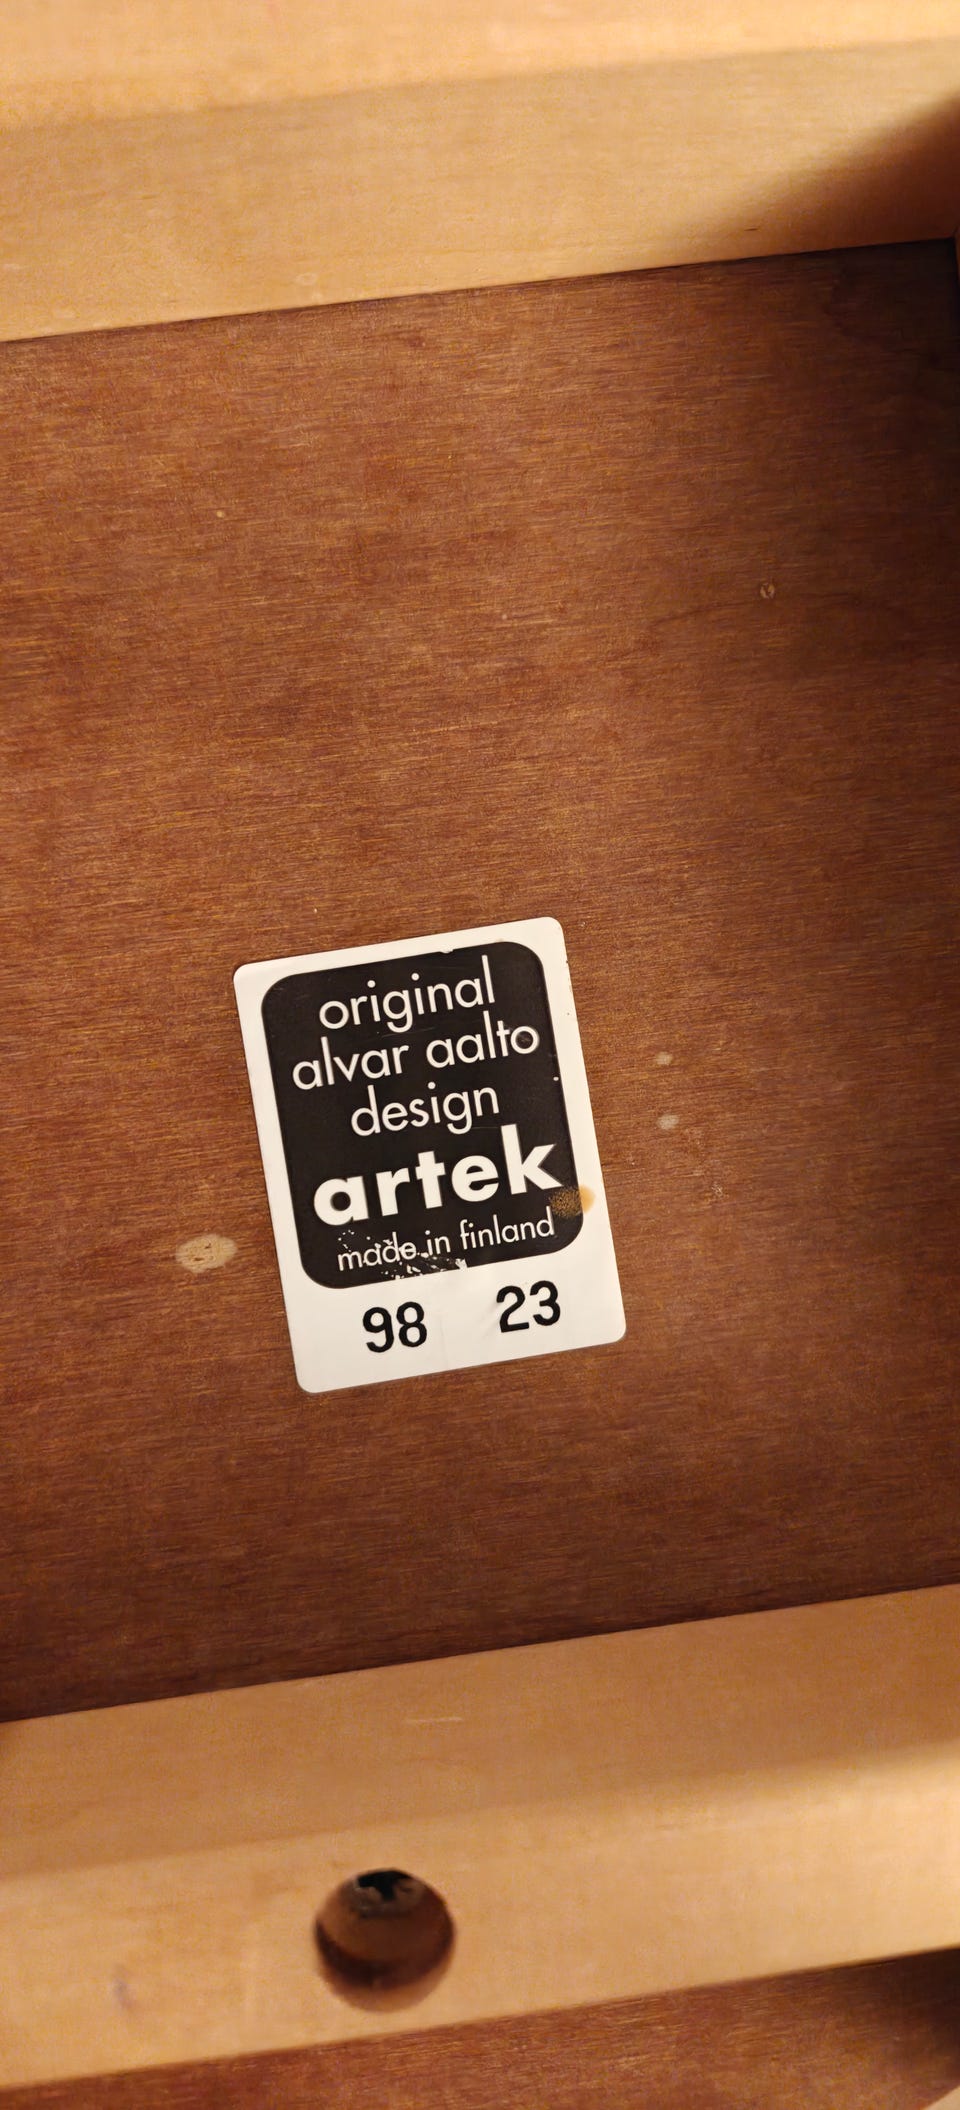 original
alvar aalto
design
artek
made in finland
98 23